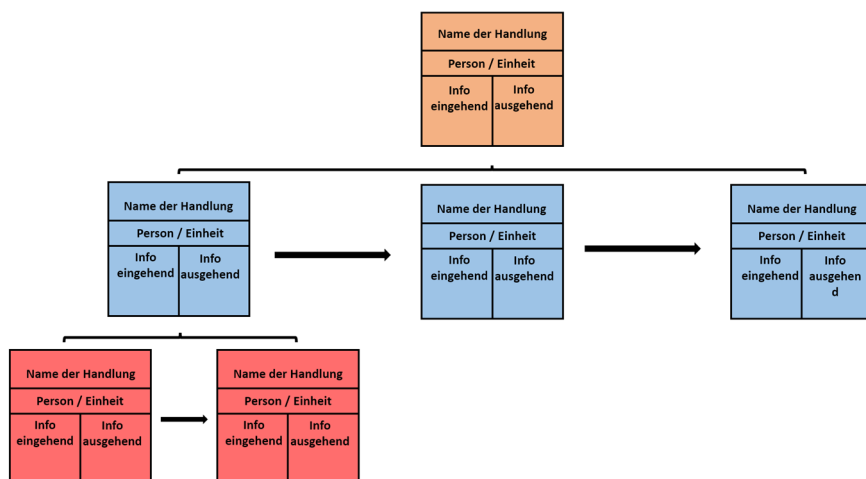 Name der Handlung
Person / Einheit
Info
eingehend
Info
ausgehend
Name der Handlung
Person / Einheit
Info
eingehend
Info
ausgehend
Name der Handlung
Person / Einheit
Info
eingehend
Info
ausgehend
Name der Handlung
Person / Einheit
Info
eingehend
Info
ausgehen
d
Name der Handlung
Person / Einheit
Info
eingehend
Info
ausgehend
Name der Handlung
Person / Einheit
Info
eingehend
Info
ausgehend